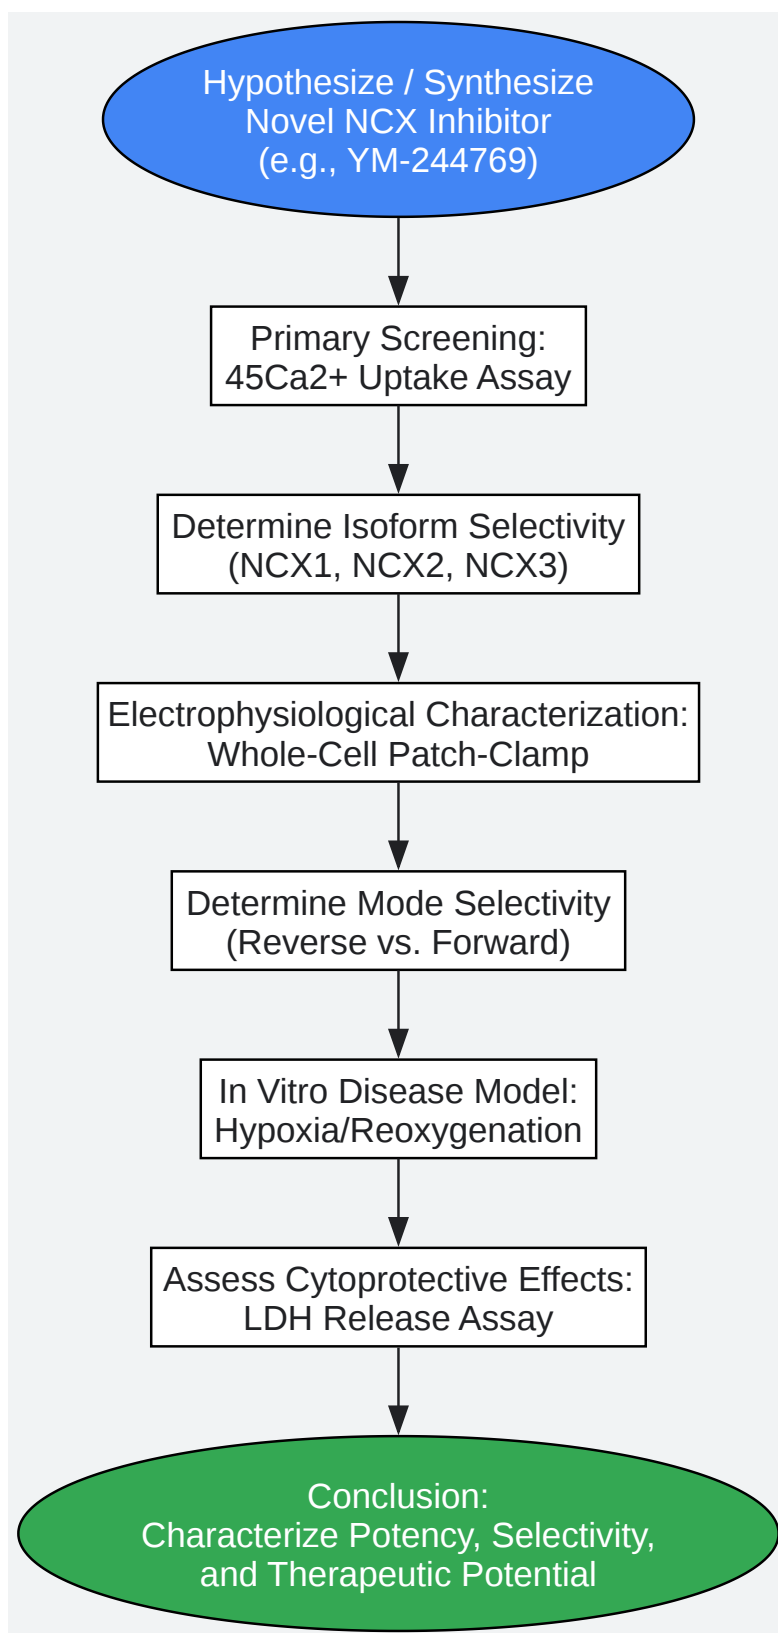 Hypothesize / Synthesize
Novel NCX Inhibitor
(e.g., YM-244769)
Primary Screening:
45Ca2+ Uptake Assay
Determine Isoform Selectivity
(NCX1, NCX2, NCX3)
Electrophysiological Characterization:
Whole-Cell Patch-Clamp
Determine Mode Selectivity
(Reverse vs. Forward)
In Vitro Disease Model:
Hypoxia/Reoxygenation
Assess Cytoprotective Effects:
LDH Release Assay
Conclusion:
Characterize Potency, Selectivity,
and Therapeutic Potential